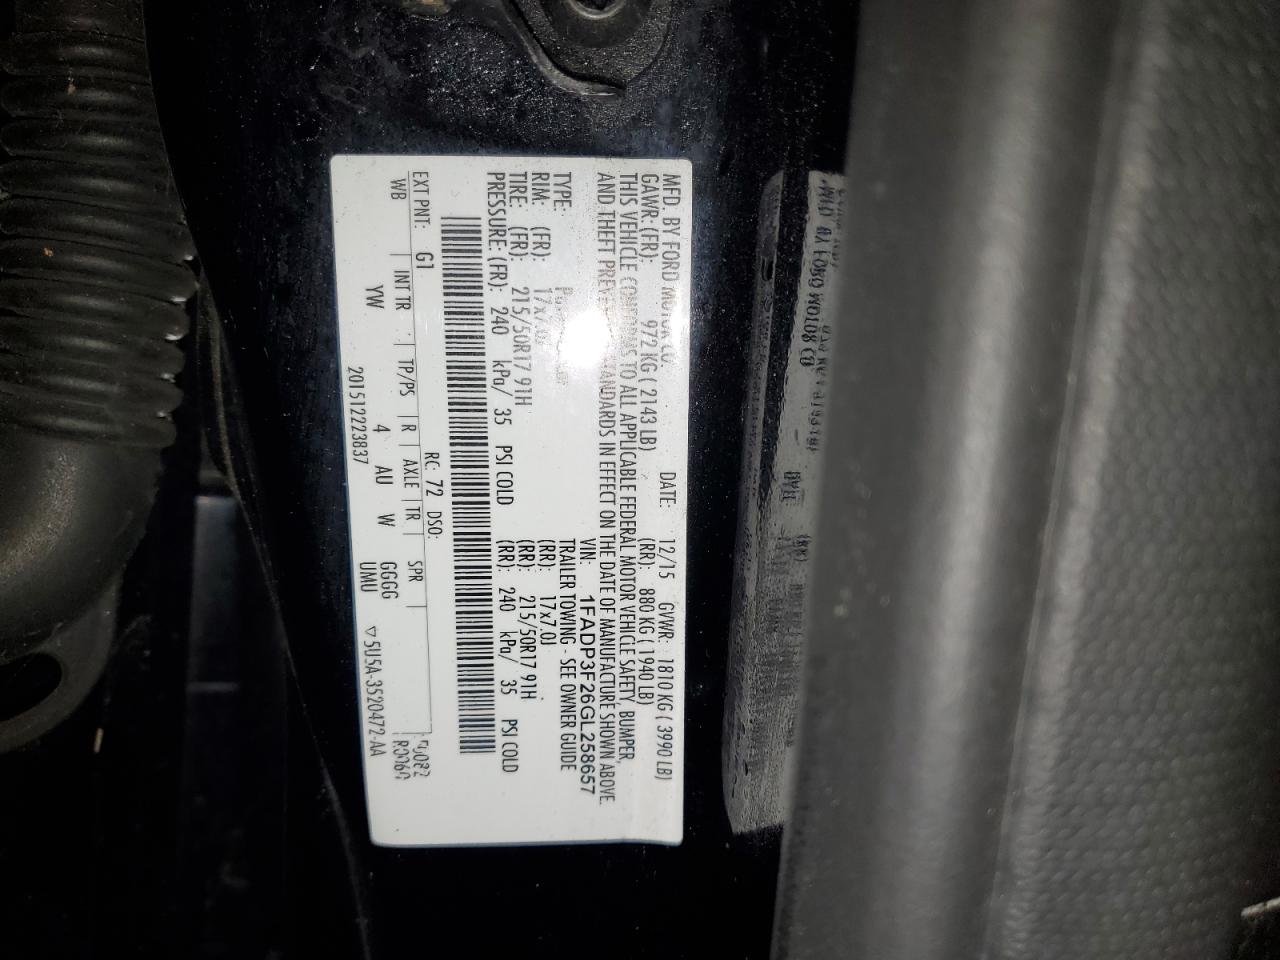 MFD. BY FORD MOTOR CO.
DATE: 12/15 GVWR: 1810 KG ( 3990 LB)
GAWR: (FR): 972 KG ( 2143 LB) (RR): 880 KG ( 1940 LB)
THIS VEHICLE CONFORMS TO ALL APPLICABLE FEDERAL MOTOR VEHICLE SAFETY, BUMPER,
AND THEFT PREVENTION STANDARDS IN EFFECT ON THE DATE OF MANUFACTURE SHOWN ABOVE.
VIN: 1FADP3F26GL258657
TYPE: TRAILER TOWING - SEE OWNER GUIDE
RIM: (FR): 17x7.0J (RR): 17x7.0J
TIRE: (FR): 215/50R17 91H (RR): 215/50R17 91H
PRESSURE: (FR): 240 kPa/ 35 PSI COLD (RR): 240 kPa/ 35 PSI COLD
RC: 72 DSO:
EXT PNT: G1
WB INT TR TP/PS R AXLE TR SPR
YW 4 AU W GGGG
201512223837 UMU ▽5U5A-3520472-AA